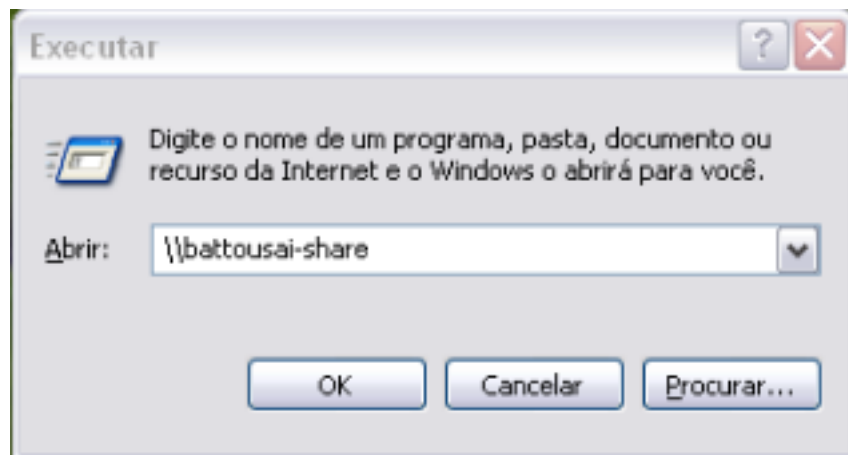 Executar
?
Digite o nome de um programa, pasta, documento ou
recurso da Internet e o Windows o abrirá para você.
Abrir: \\battousai-share
OK Cancelar Procurar...